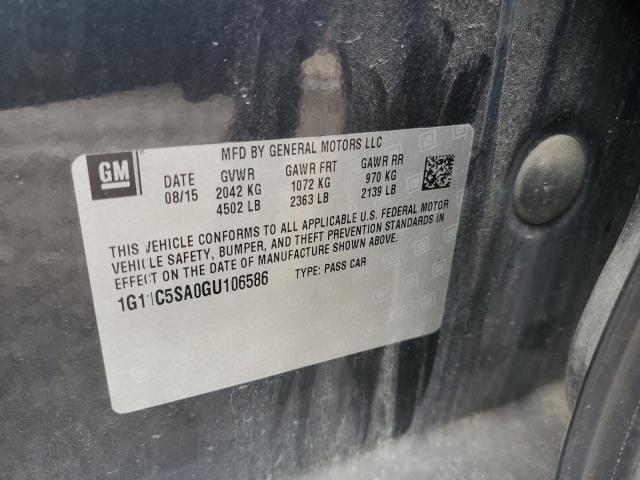 MFD BY GENERAL MOTORS LLC
GM
DATE GVWR GAWR FRT GAWR RR
08/15 2042 KG 1072 KG 970 KG
4502 LB 2363 LB 2139 LB
THIS VEHICLE CONFORMS TO ALL APPLICABLE U.S. FEDERAL MOTOR
VEHICLE SAFETY, BUMPER, AND THEFT PREVENTION STANDARDS IN
EFFECT ON THE DATE OF MANUFACTURE SHOWN ABOVE.
1G11C5SA0GU106586 TYPE: PASS CAR